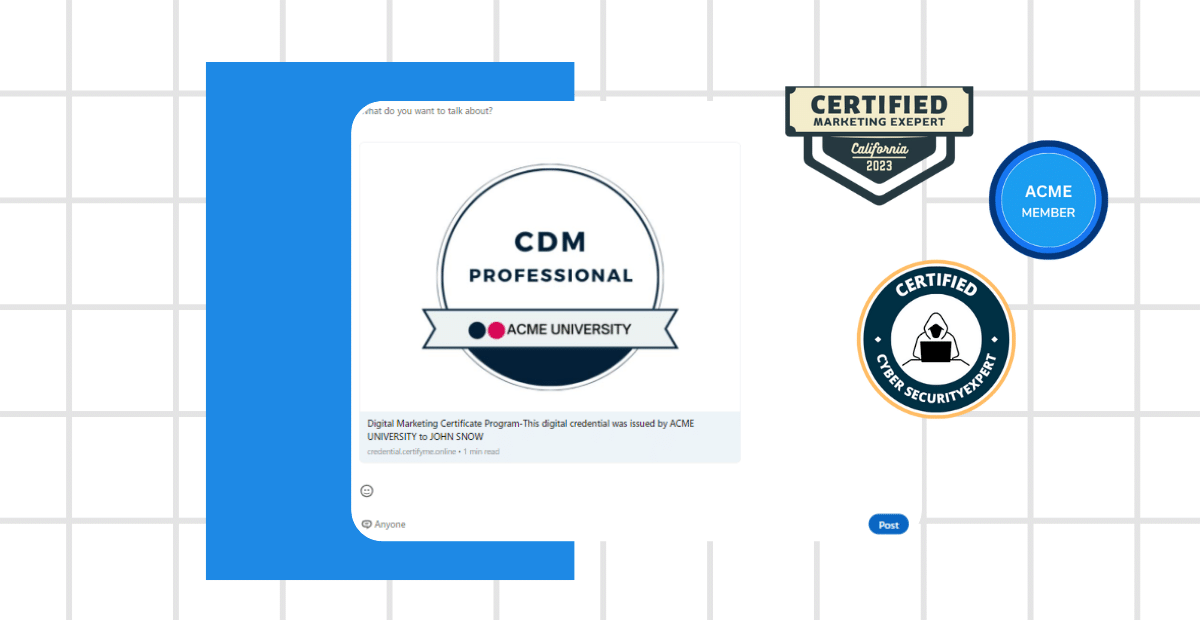 What do you want to talk about?
CDM
PROFESSIONAL
ACME UNIVERSITY
Digital Marketing Certificate Program-This digital credential was issued by ACME
UNIVERSITY to JOHN SNOW
credential.certifyme.online • 1 min read
Anyone
Post
CERTIFIED
MARKETING EXEPERT
California
2023
ACME
MEMBER
CERTIFIED
CYBER SECURITYEXPERT